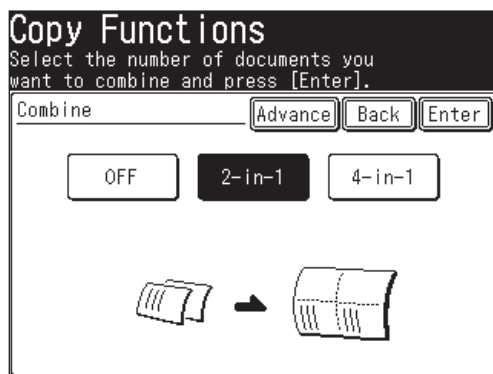 Copy Functions
Select the number of documents you
want to combine and press [Enter].
Combine Advance Back Enter
OFF 2-in-1 4-in-1